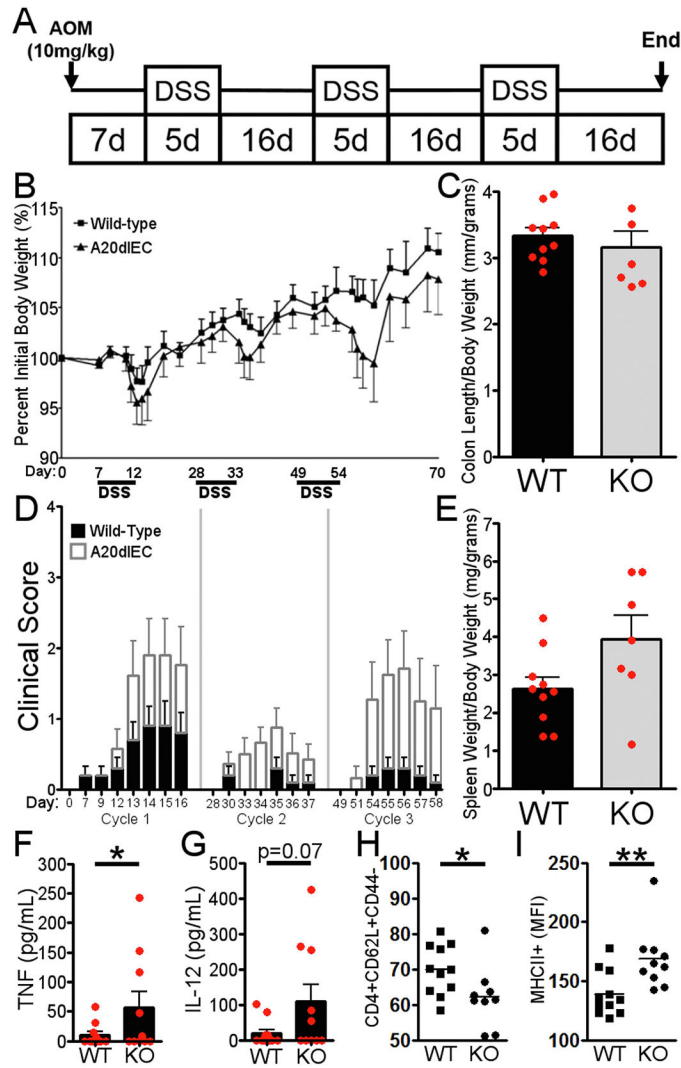 A
AOM
(10mg/kg)
End
DSS DSS DSS
7d 5d 16d 5d 16d 5d 16d
B
Percent Initial Body Weight (%)
115
110
105
100
95
90
Wild-type
A20dIEC
Day: 0 7 12 28 33 49 54 70
DSS DSS DSS
C
Colon Length/Body Weight (mm/grams)
4
3
2
1
0
WT KO
D
Clinical Score
4
3
2
1
0
Wild-Type
A20dIEC
Day: 0 7 9 12 13 14 15 16 28 30 33 34 35 36 37 49 51 54 55 56 57 58
Cycle 1 Cycle 2 Cycle 3
E
Spleen Weight/Body Weight (mg/grams)
7
6
5
4
3
2
1
0
WT KO
F
TNF (pg/mL)
300
250
200
150
100
50
0
*
WT KO
G
IL-12 (pg/mL)
500
400
300
200
100
0
p=0.07
WT KO
H
CD4+CD62L+CD44-
100
90
80
70
60
50
*
WT KO
I
MHCII+ (MFI)
250
200
150
100
**
WT KO